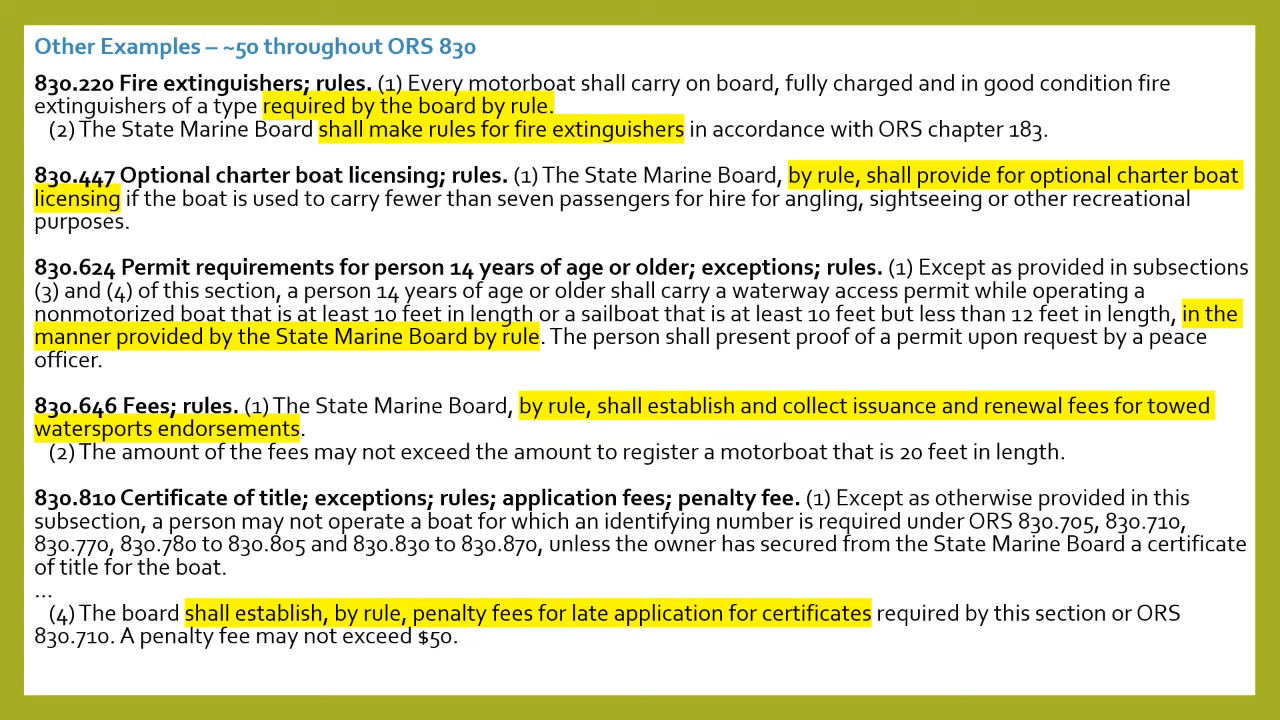 Other Examples – ~50 throughout ORS 830
830.220 Fire extinguishers; rules. (1) Every motorboat shall carry on board, fully charged and in good condition fire
extinguishers of a type required by the board by rule.
(2) The State Marine Board shall make rules for fire extinguishers in accordance with ORS chapter 183.
830.447 Optional charter boat licensing; rules. (1) The State Marine Board, by rule, shall provide for optional charter boat
licensing if the boat is used to carry fewer than seven passengers for hire for angling, sightseeing or other recreational
purposes.
830.624 Permit requirements for person 14 years of age or older; exceptions; rules. (1) Except as provided in subsections
(3) and (4) of this section, a person 14 years of age or older shall carry a waterway access permit while operating a
nonmotorized boat that is at least 10 feet in length or a sailboat that is at least 10 feet but less than 12 feet in length, in the
manner provided by the State Marine Board by rule. The person shall present proof of a permit upon request by a peace
officer.
830.646 Fees; rules. (1) The State Marine Board, by rule, shall establish and collect issuance and renewal fees for towed
watersports endorsements.
(2) The amount of the fees may not exceed the amount to register a motorboat that is 20 feet in length.
830.810 Certificate of title; exceptions; rules; application fees; penalty fee. (1) Except as otherwise provided in this
subsection, a person may not operate a boat for which an identifying number is required under ORS 830.705, 830.710,
830.770, 830.780 to 830.805 and 830.830 to 830.870, unless the owner has secured from the State Marine Board a certificate
of title for the boat.
...
(4) The board shall establish, by rule, penalty fees for late application for certificates required by this section or ORS
830.710. A penalty fee may not exceed $50.